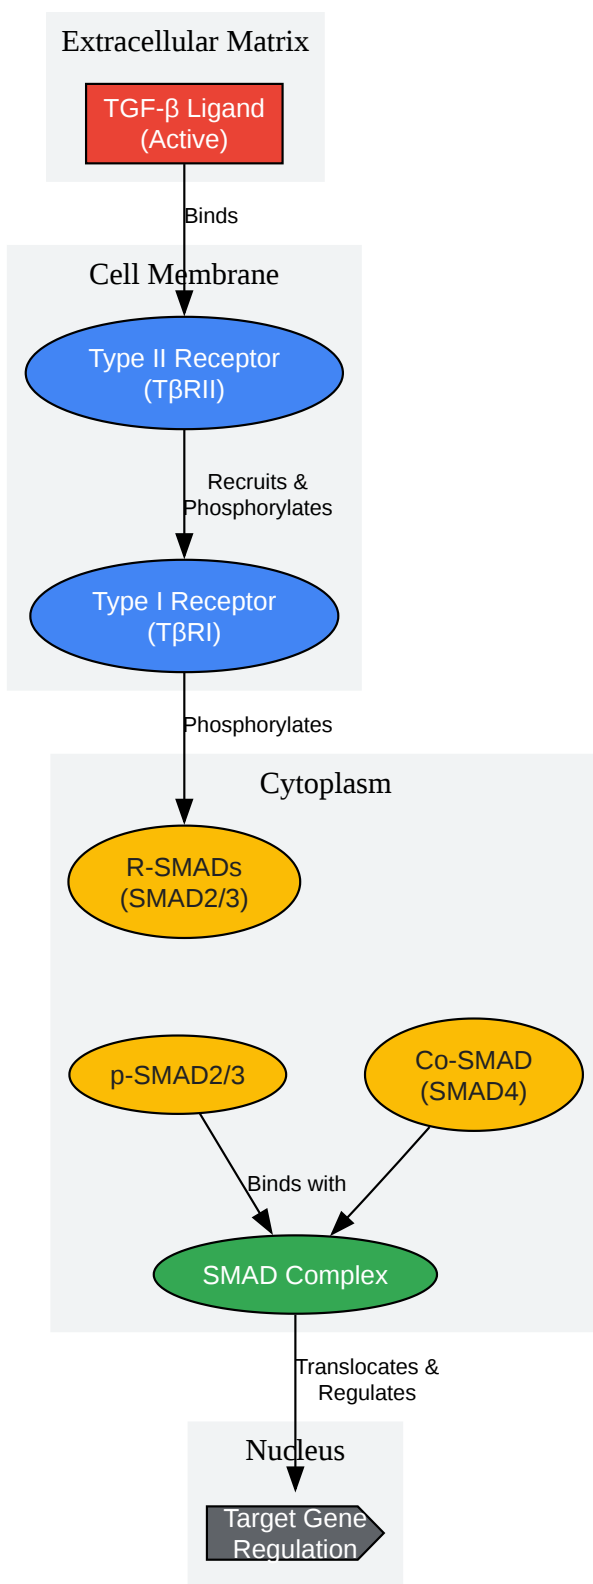 Extracellular Matrix
TGF-β Ligand
(Active)
Binds
Cell Membrane
Type II Receptor
(TβRII)
Recruits &
Phosphorylates
Type I Receptor
(TβRI)
Phosphorylates
Cytoplasm
R-SMADs
(SMAD2/3)
p-SMAD2/3
Co-SMAD
(SMAD4)
Binds with
SMAD Complex
Translocates &
Regulates
Nucleus
Target Gene
Regulation